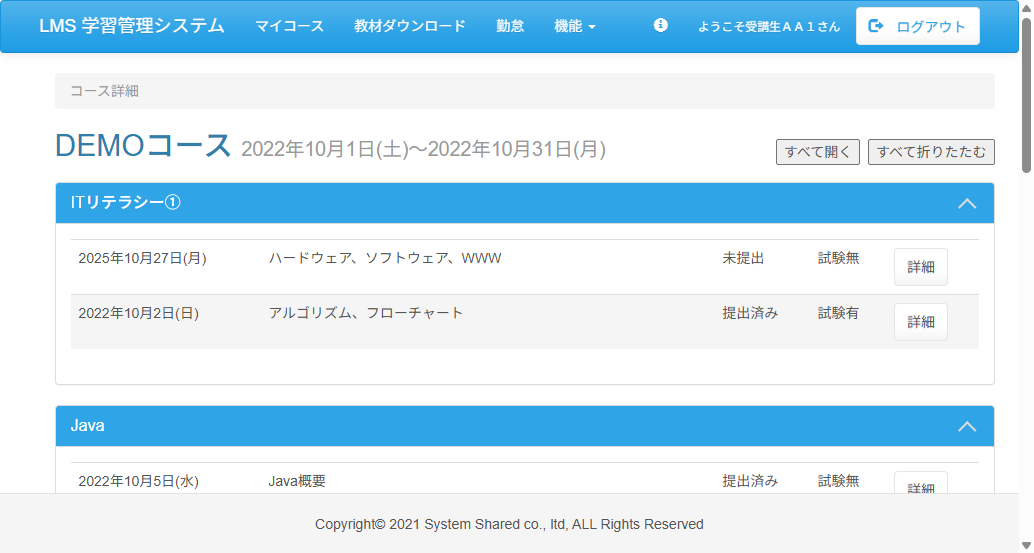 LMS 学習管理システム マイコース 教材ダウンロード 勤怠 機能 ようこそ受講生ＡＡ１さん ログアウト
コース詳細
DEMOコース 2022年10月1日(土)～2022年10月31日(月) すべて開く すべて折りたたむ
ITリテラシー①
2025年10月27日(月) ハードウェア、ソフトウェア、WWW 未提出 試験無 詳細
2022年10月2日(日) アルゴリズム、フローチャート 提出済み 試験有 詳細
Java
2022年10月5日(水) Java概要 提出済み 試験無 詳細
Copyright© 2021 System Shared co., ltd, ALL Rights Reserved